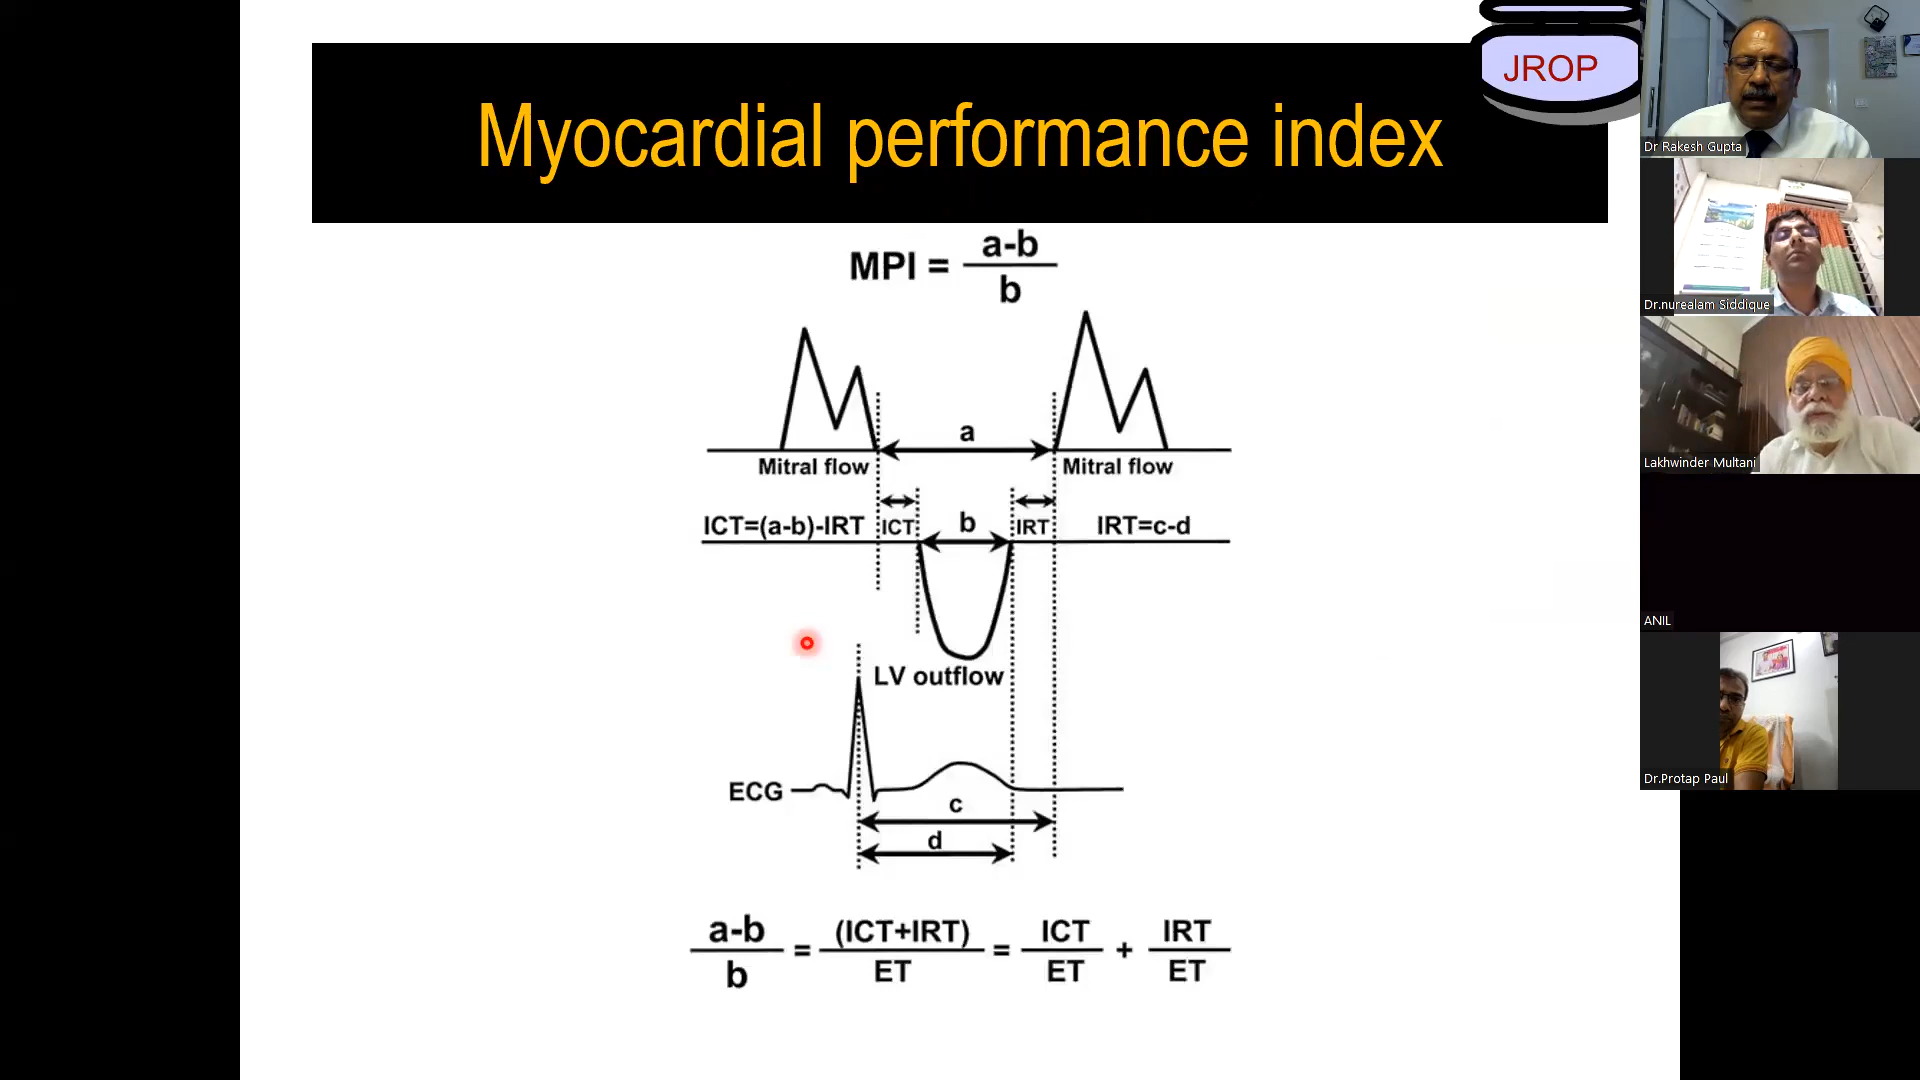 JROP
Myocardial performance index
MPI = a-b / b
a
Mitral flow
Mitral flow
ICT=(a-b)-IRT
ICT
b
IRT
IRT=c-d
LV outflow
ECG
c
d
a-b / b = (ICT+IRT) / ET = ICT / ET + IRT / ET
Dr Rakesh Gupta
Dr.nurealam Siddique
Lakhwinder Multani
ANIL
Dr.Protap Paul